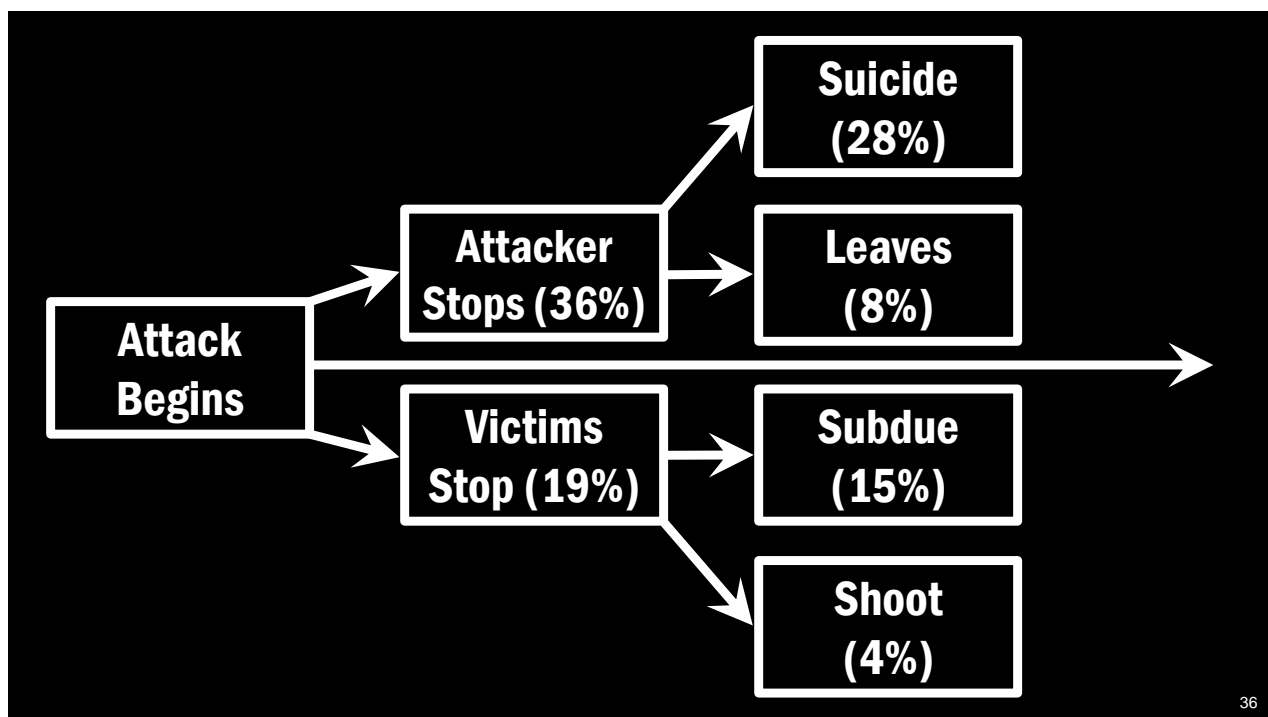 Suicide
(28%)
Attacker
Stops (36%)
Leaves
(8%)
Attack
Begins
Victims
Stop (19%)
Subdue
(15%)
Shoot
(4%)
36